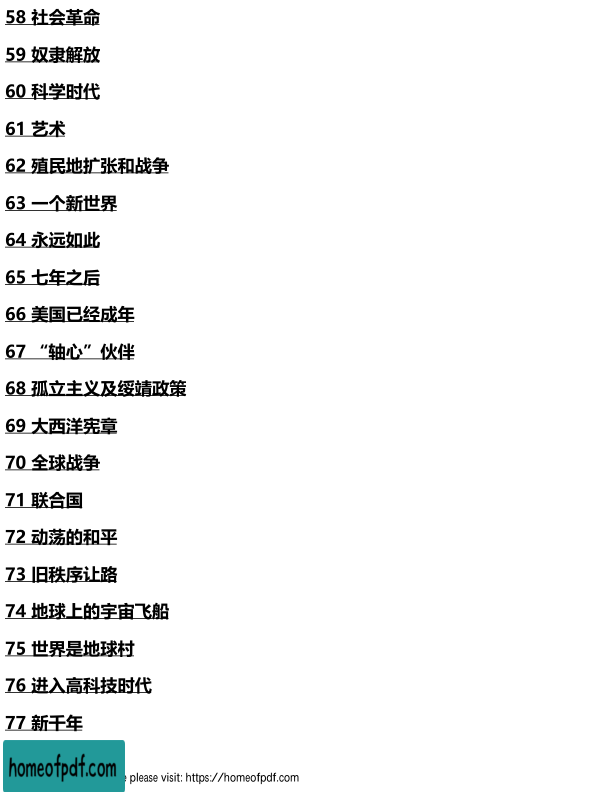 58 社会革命
59 奴隶解放
60 科学时代
61 艺术
62 殖民地扩张和战争
63 一个新世界
64 永远如此
65 七年之后
66 美国已经成年
67 “轴心”伙伴
68 孤立主义及绥靖政策
69 大西洋宪章
70 全球战争
71 联合国
72 动荡的和平
73 旧秩序让路
74 地球上的宇宙飞船
75 世界是地球村
76 进入高科技时代
77 新千年
homeofpdf.com please visit: https://homeofpdf.com